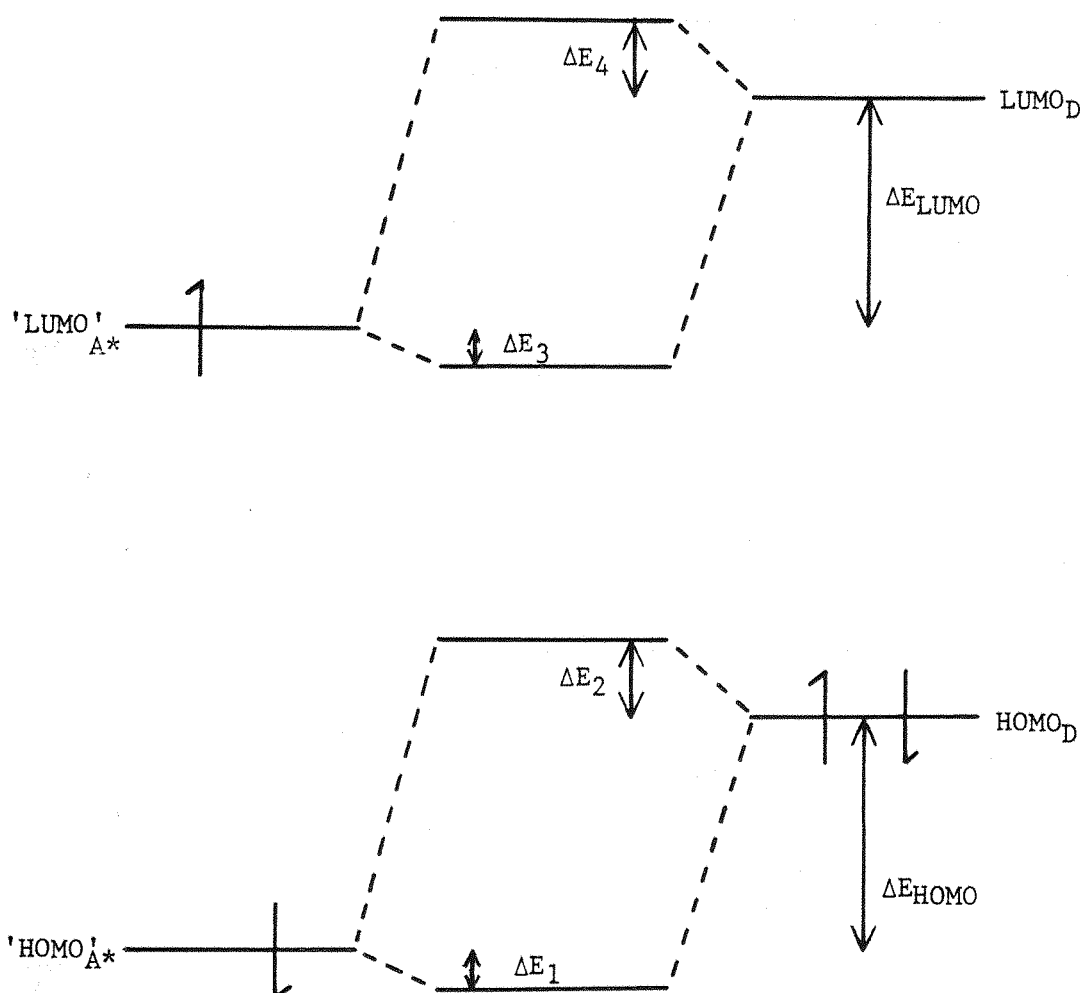 ΔE4
LUMOD
ΔELUMO
'LUMO'A*
ΔE3
ΔE2
HOMOD
ΔEHOMO
'HOMO'A*
ΔE1